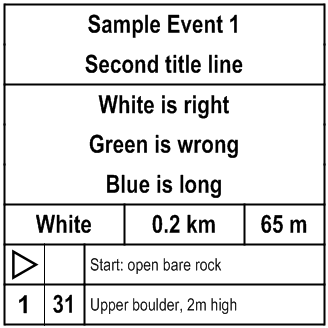 Sample Event 1
Second title line
White is right
Green is wrong
Blue is long
White 0.2 km 65 m
Start: open bare rock
1 31 Upper boulder, 2m high